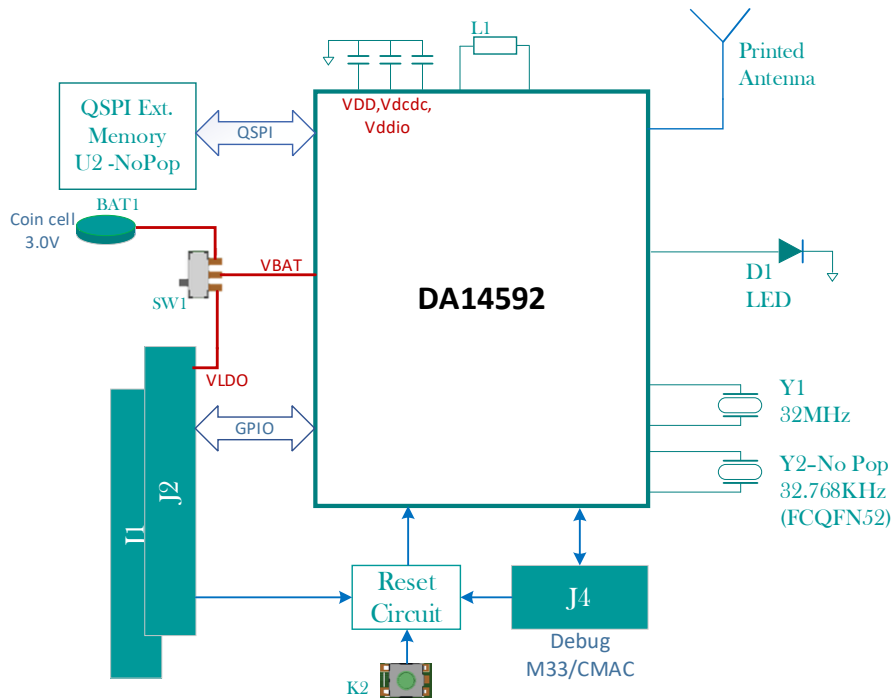 L1
Printed
Antenna
VDD,Vdcdc,
Vddio
QSPI Ext.
Memory
U2 -NoPop
QSPI
BAT1
Coin cell
3.0V
SW1
VBAT
DA14592
D1
LED
VLDO
GPIO
Y1
32MHz
Y2-No Pop
32.768KHz
(FCQFN52)
J2
J1
Reset
Circuit
J4
Debug
M33/CMAC
K2